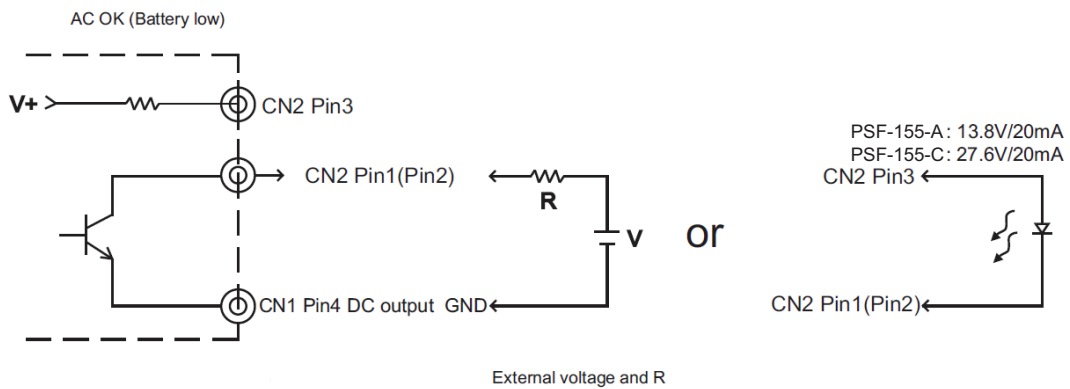 AC OK (Battery low)
V+
CN2 Pin3
CN2 Pin1(Pin2)
R
V
CN1 Pin4 DC output GND
or
PSF-155-A : 13.8V/20mA
PSF-155-C : 27.6V/20mA
CN2 Pin3
CN2 Pin1(Pin2)
External voltage and R